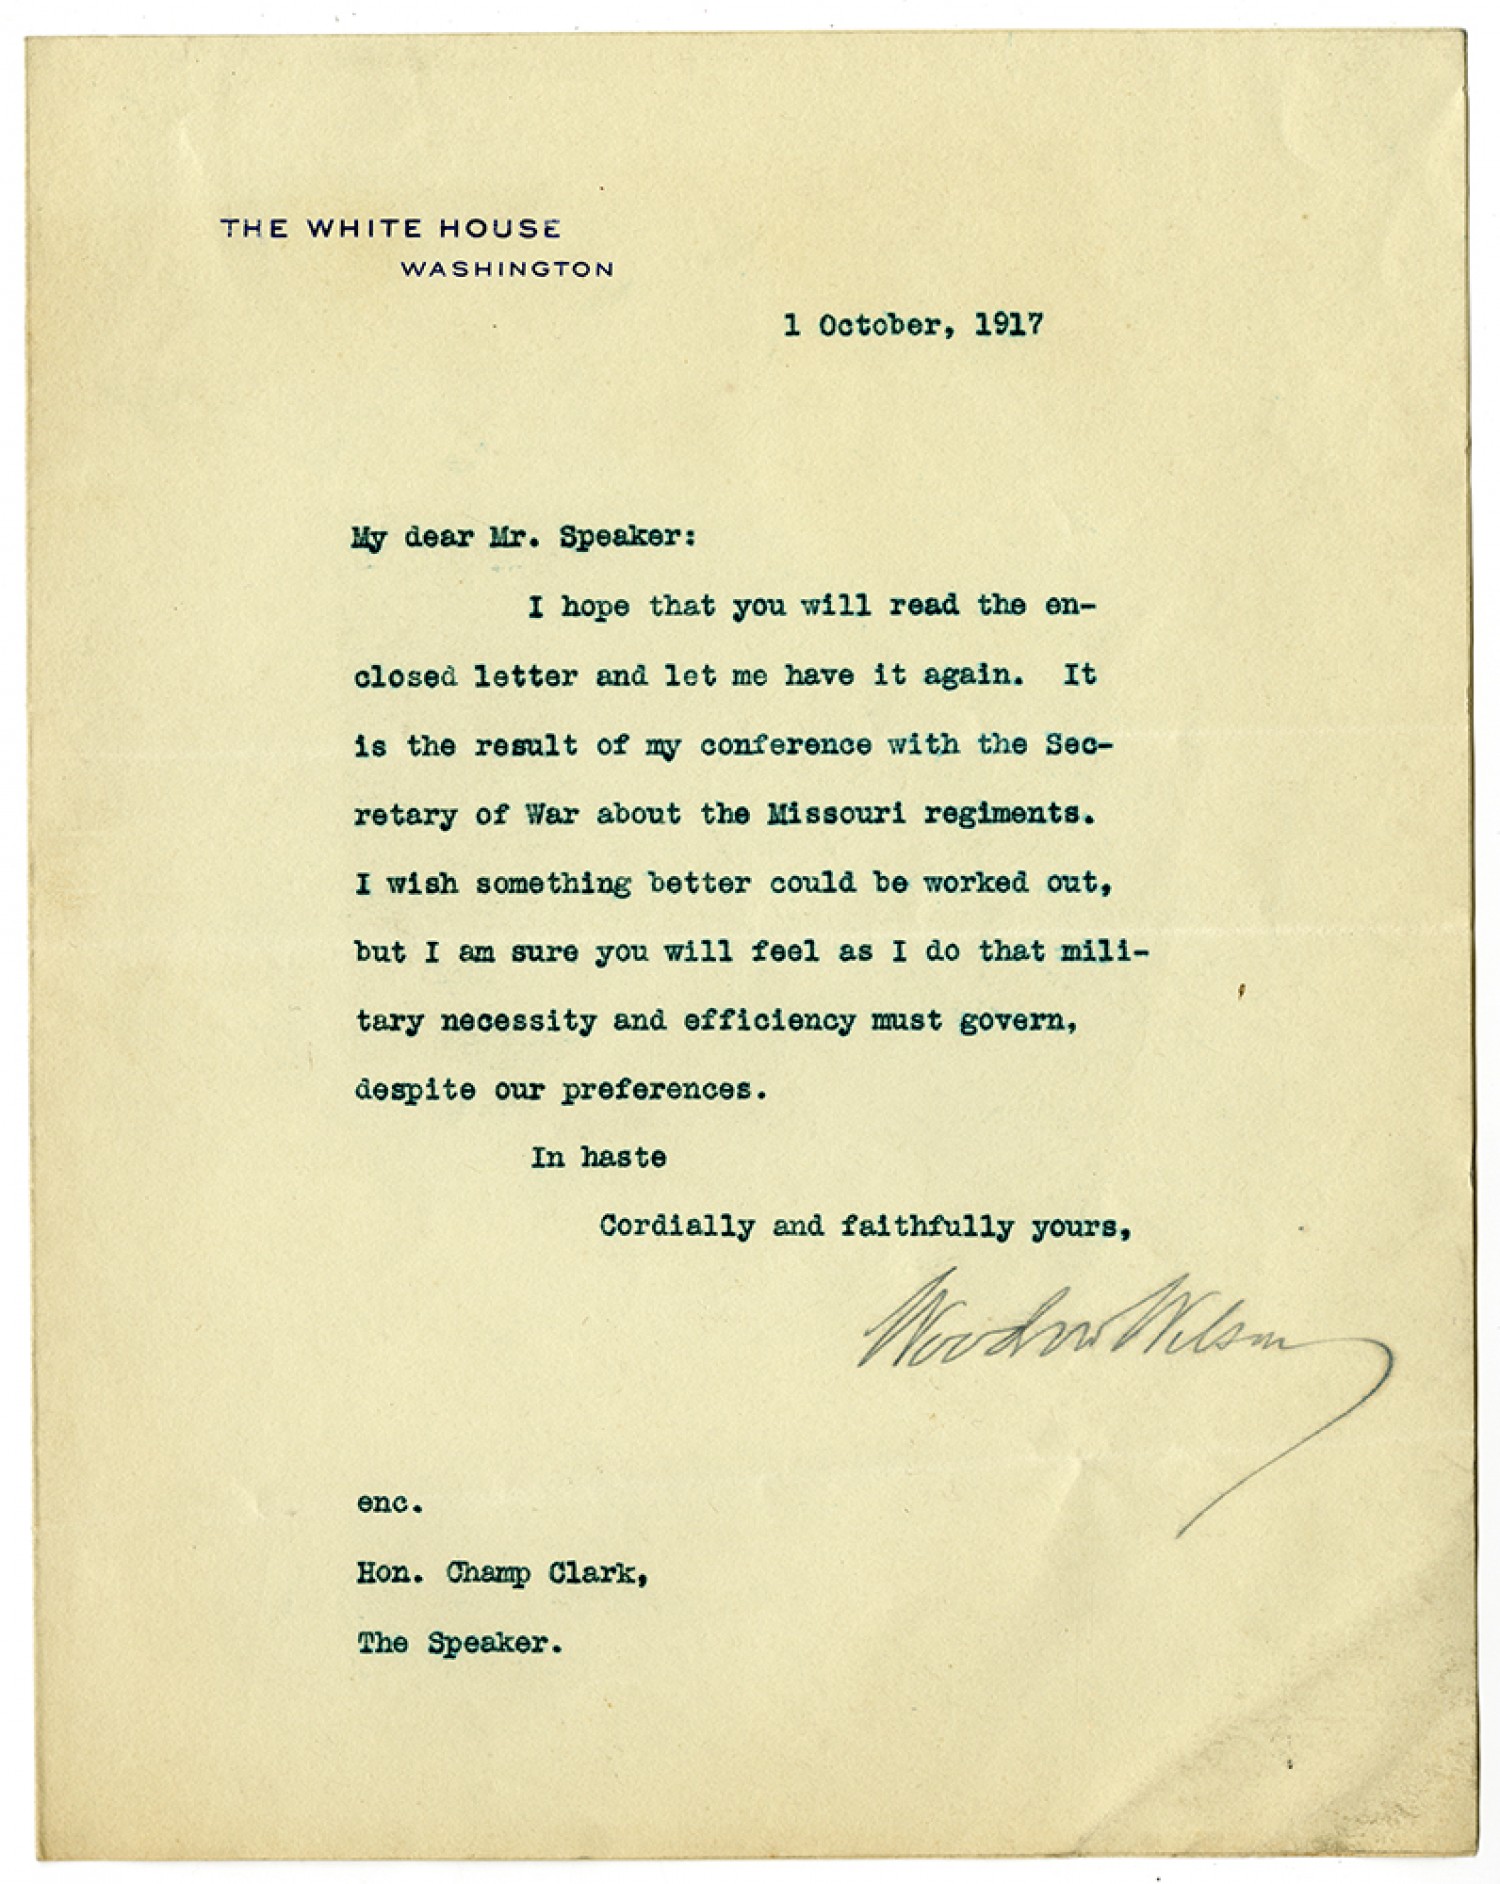 THE WHITE HOUSE
WASHINGTON
1 October, 1917
My dear Mr. Speaker:
I hope that you will read the en-
closed letter and let me have it again. It
is the result of my conference with the Sec-
retary of War about the Missouri regiments.
I wish something better could be worked out,
but I am sure you will feel as I do that mili-
tary necessity and efficiency must govern,
despite our preferences.
In haste
Cordially and faithfully yours,
Woodrow Wilson
enc.
Hon. Champ Clark,
The Speaker.